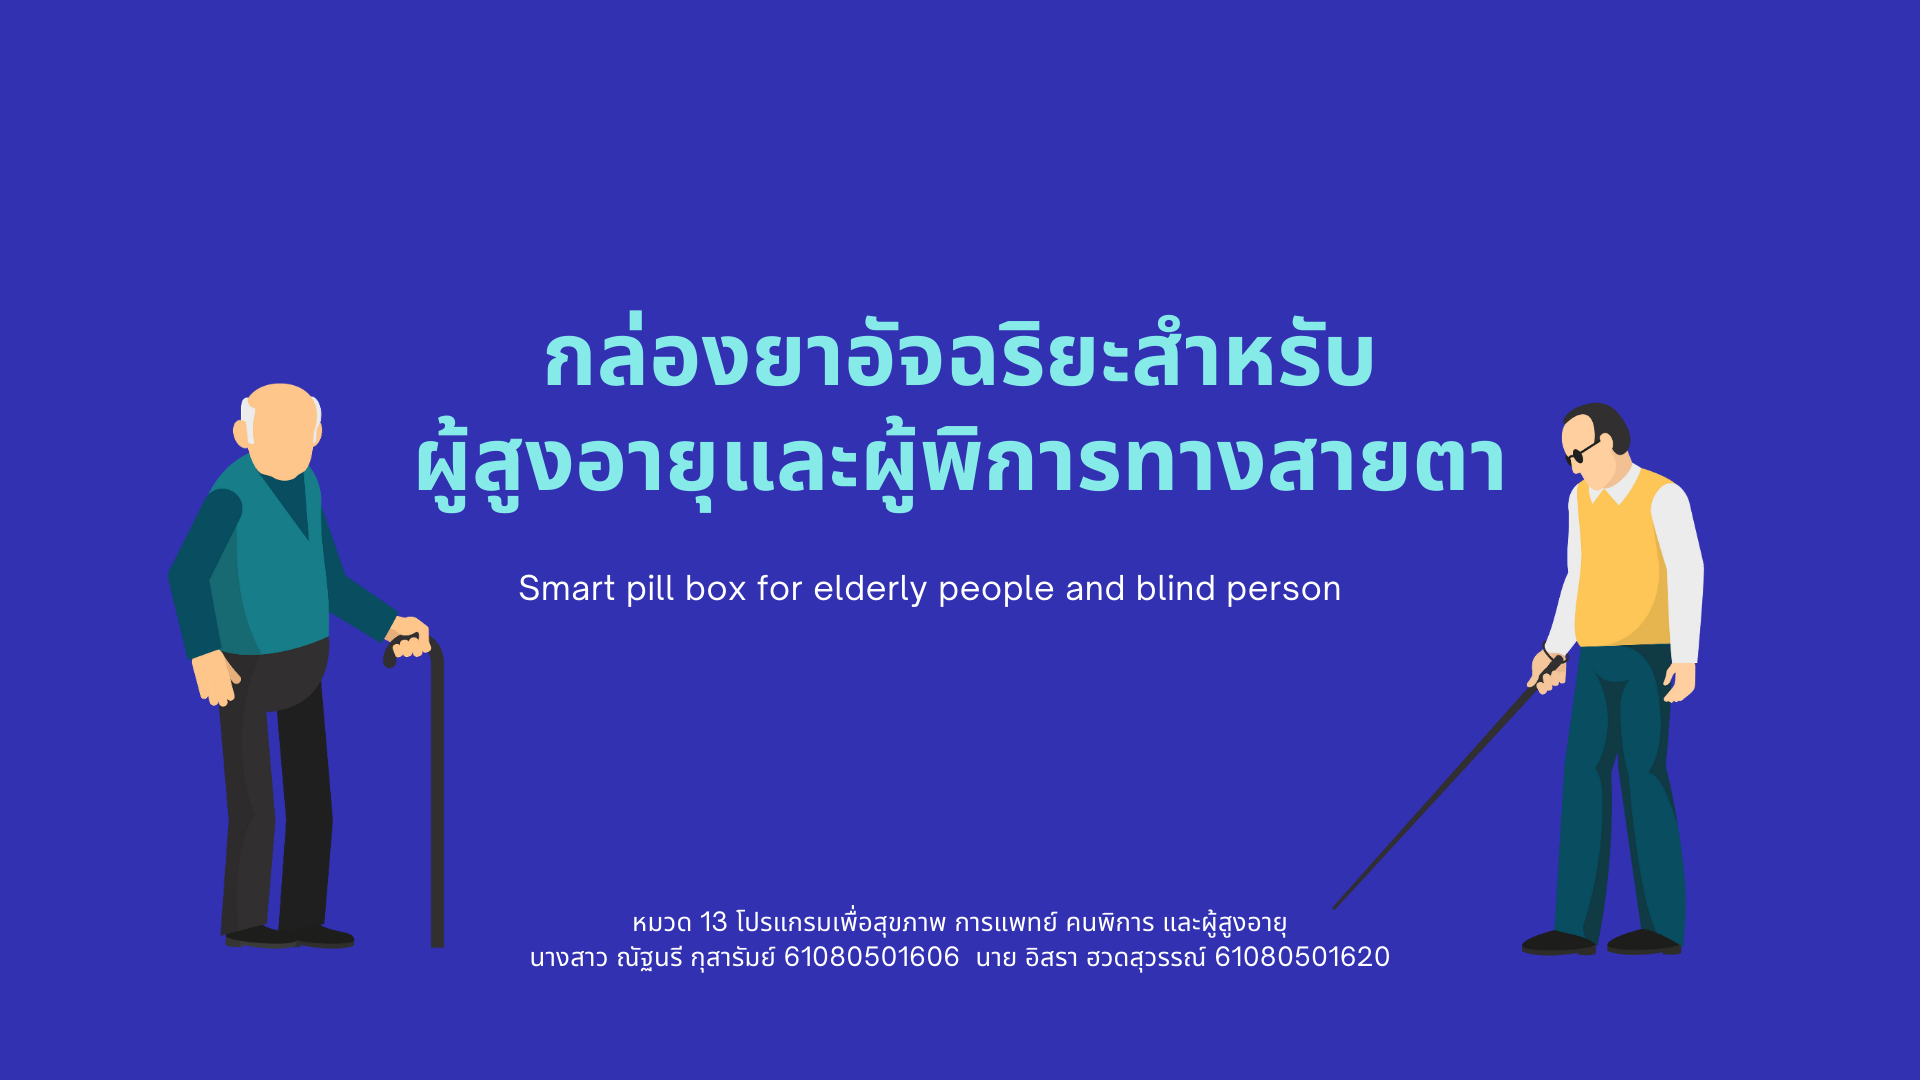 กล่องยาอัจฉริยะสำหรับ
ผู้สูงอายุและผู้พิการทางสายตา
Smart pill box for elderly people and blind person
หมวด 13 โปรแกรมเพื่อสุขภาพ การแพทย์ คนพิการ และผู้สูงอายุ
นางสาว ณัฐนรี กุสารัมย์ 61080501606 นาย อิสรา ฮวดสุวรรณ์ 61080501620